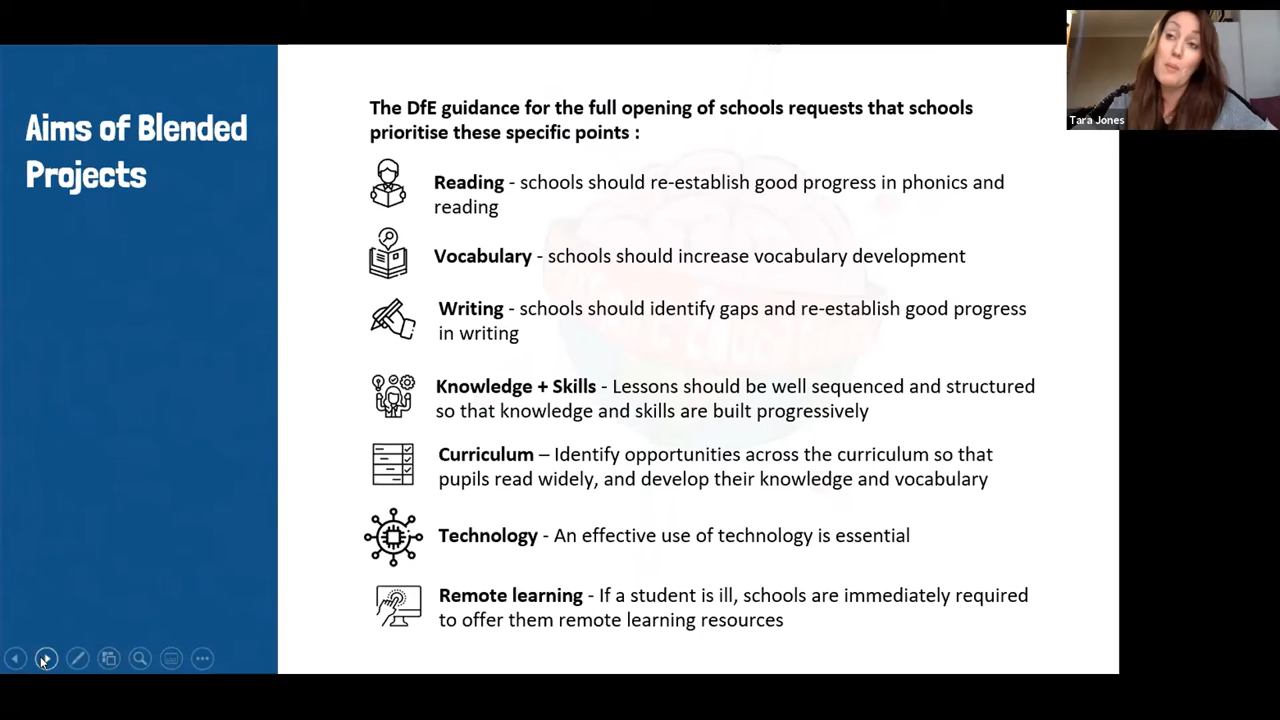 Aims of Blended
Projects
The DfE guidance for the full opening of schools requests that schools
prioritise these specific points :
Reading - schools should re-establish good progress in phonics and
reading
Vocabulary - schools should increase vocabulary development
Writing - schools should identify gaps and re-establish good progress
in writing
Knowledge + Skills - Lessons should be well sequenced and structured
so that knowledge and skills are built progressively
Curriculum – Identify opportunities across the curriculum so that
pupils read widely, and develop their knowledge and vocabulary
Technology - An effective use of technology is essential
Remote learning - If a student is ill, schools are immediately required
to offer them remote learning resources
Tara Jones